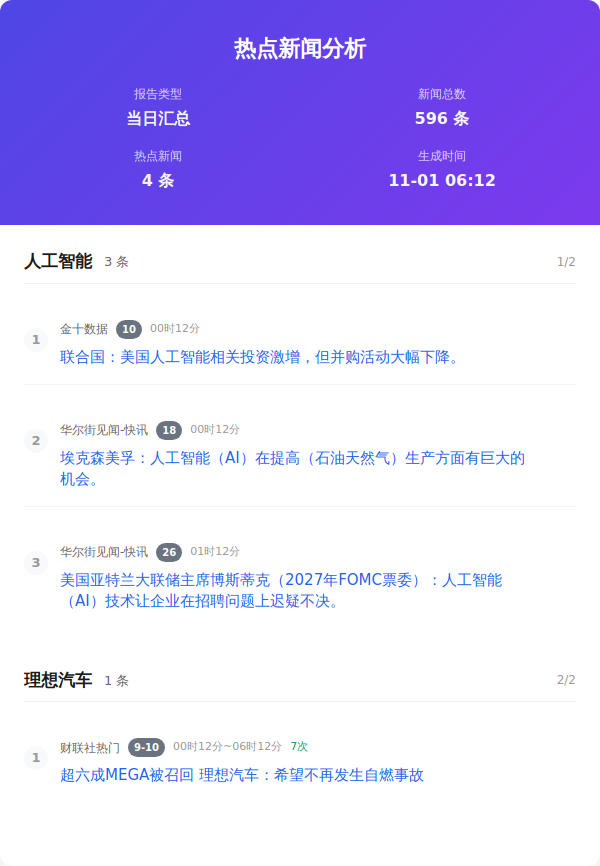 热点新闻分析
报告类型
新闻总数
当日汇总
596 条
热点新闻
生成时间
4 条
11-01 06:12
人工智能 3 条 1/2
1 金十数据 10 00时12分
联合国：美国人工智能相关投资激增，但并购活动大幅下降。
2 华尔街见闻-快讯 18 00时12分
埃克森美孚：人工智能（AI）在提高（石油天然气）生产方面有巨大的
机会。
3 华尔街见闻-快讯 26 01时12分
美国亚特兰大联储主席博斯蒂克（2027年FOMC票委）：人工智能
（AI）技术让企业在招聘问题上迟疑不决。
理想汽车 1 条 2/2
1 财联社热门 9-10 00时12分~06时12分 7次
超六成MEGA被召回 理想汽车：希望不再发生自燃事故